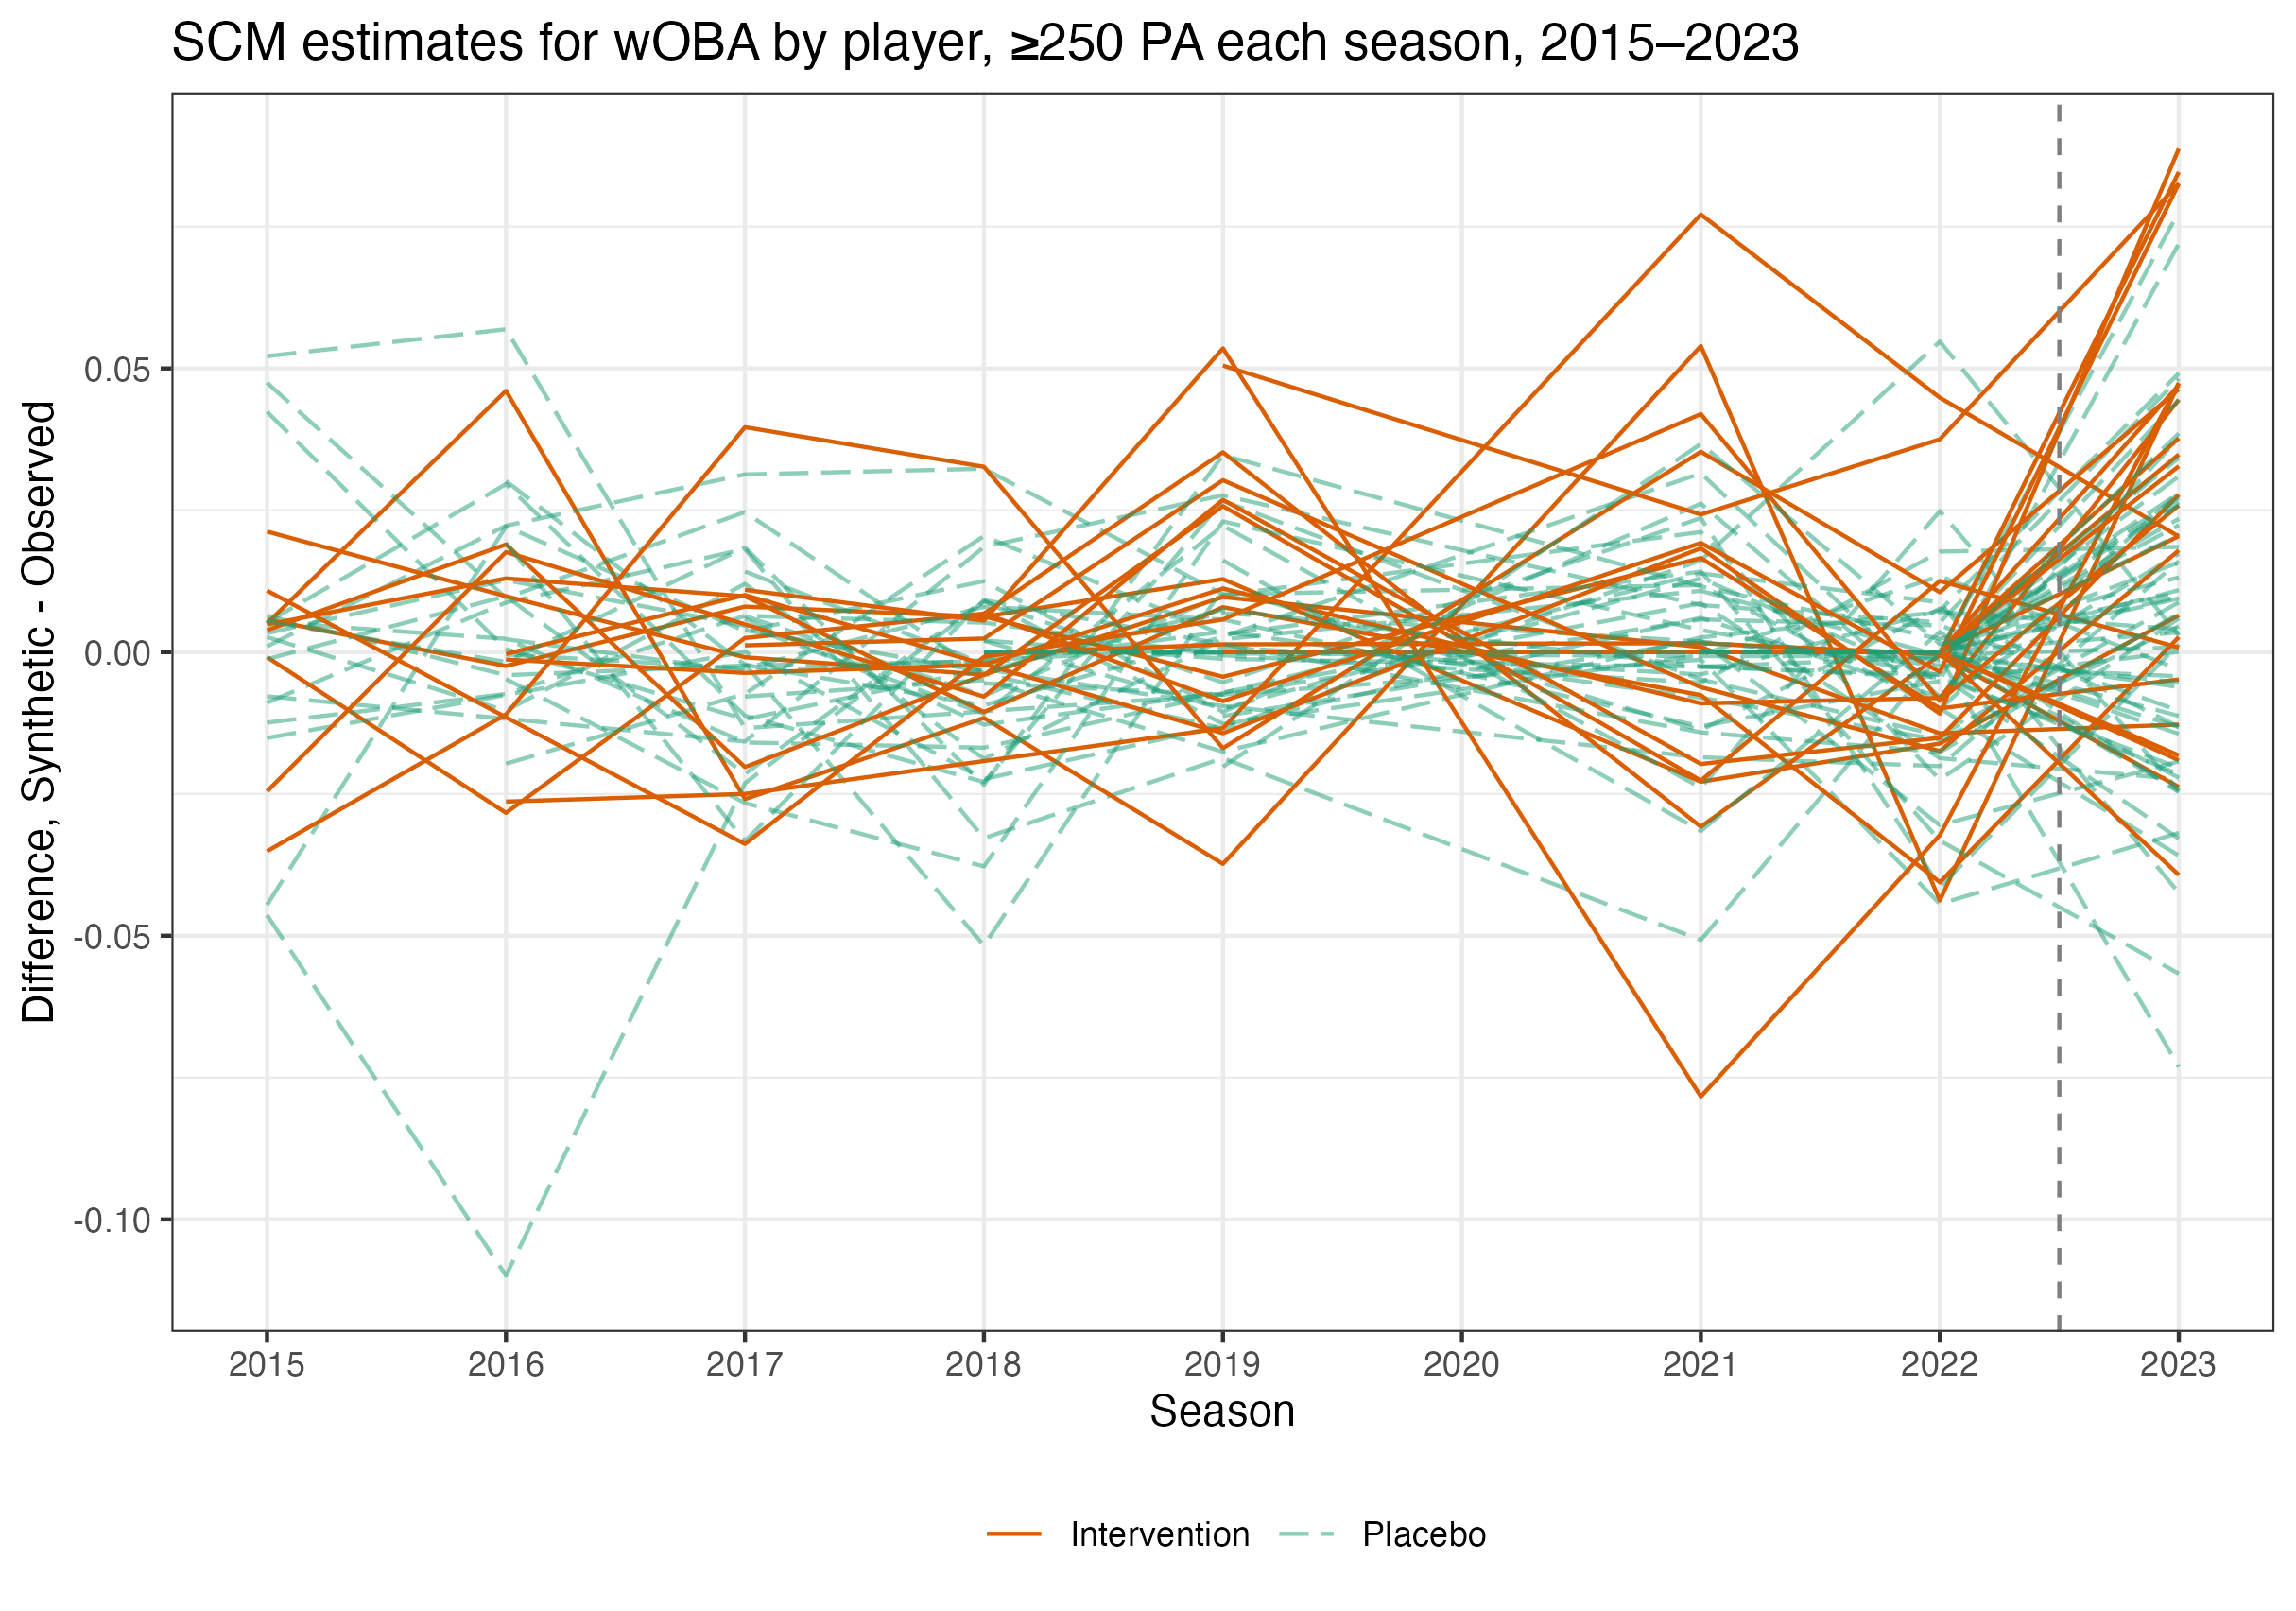 SCM estimates for wOBA by player, ≥250 PA each season, 2015–2023
Difference, Synthetic - Observed
0.05
0.00
-0.05
-0.10
2015 2016 2017 2018 2019 2020 2021 2022 2023
Season
Intervention Placebo